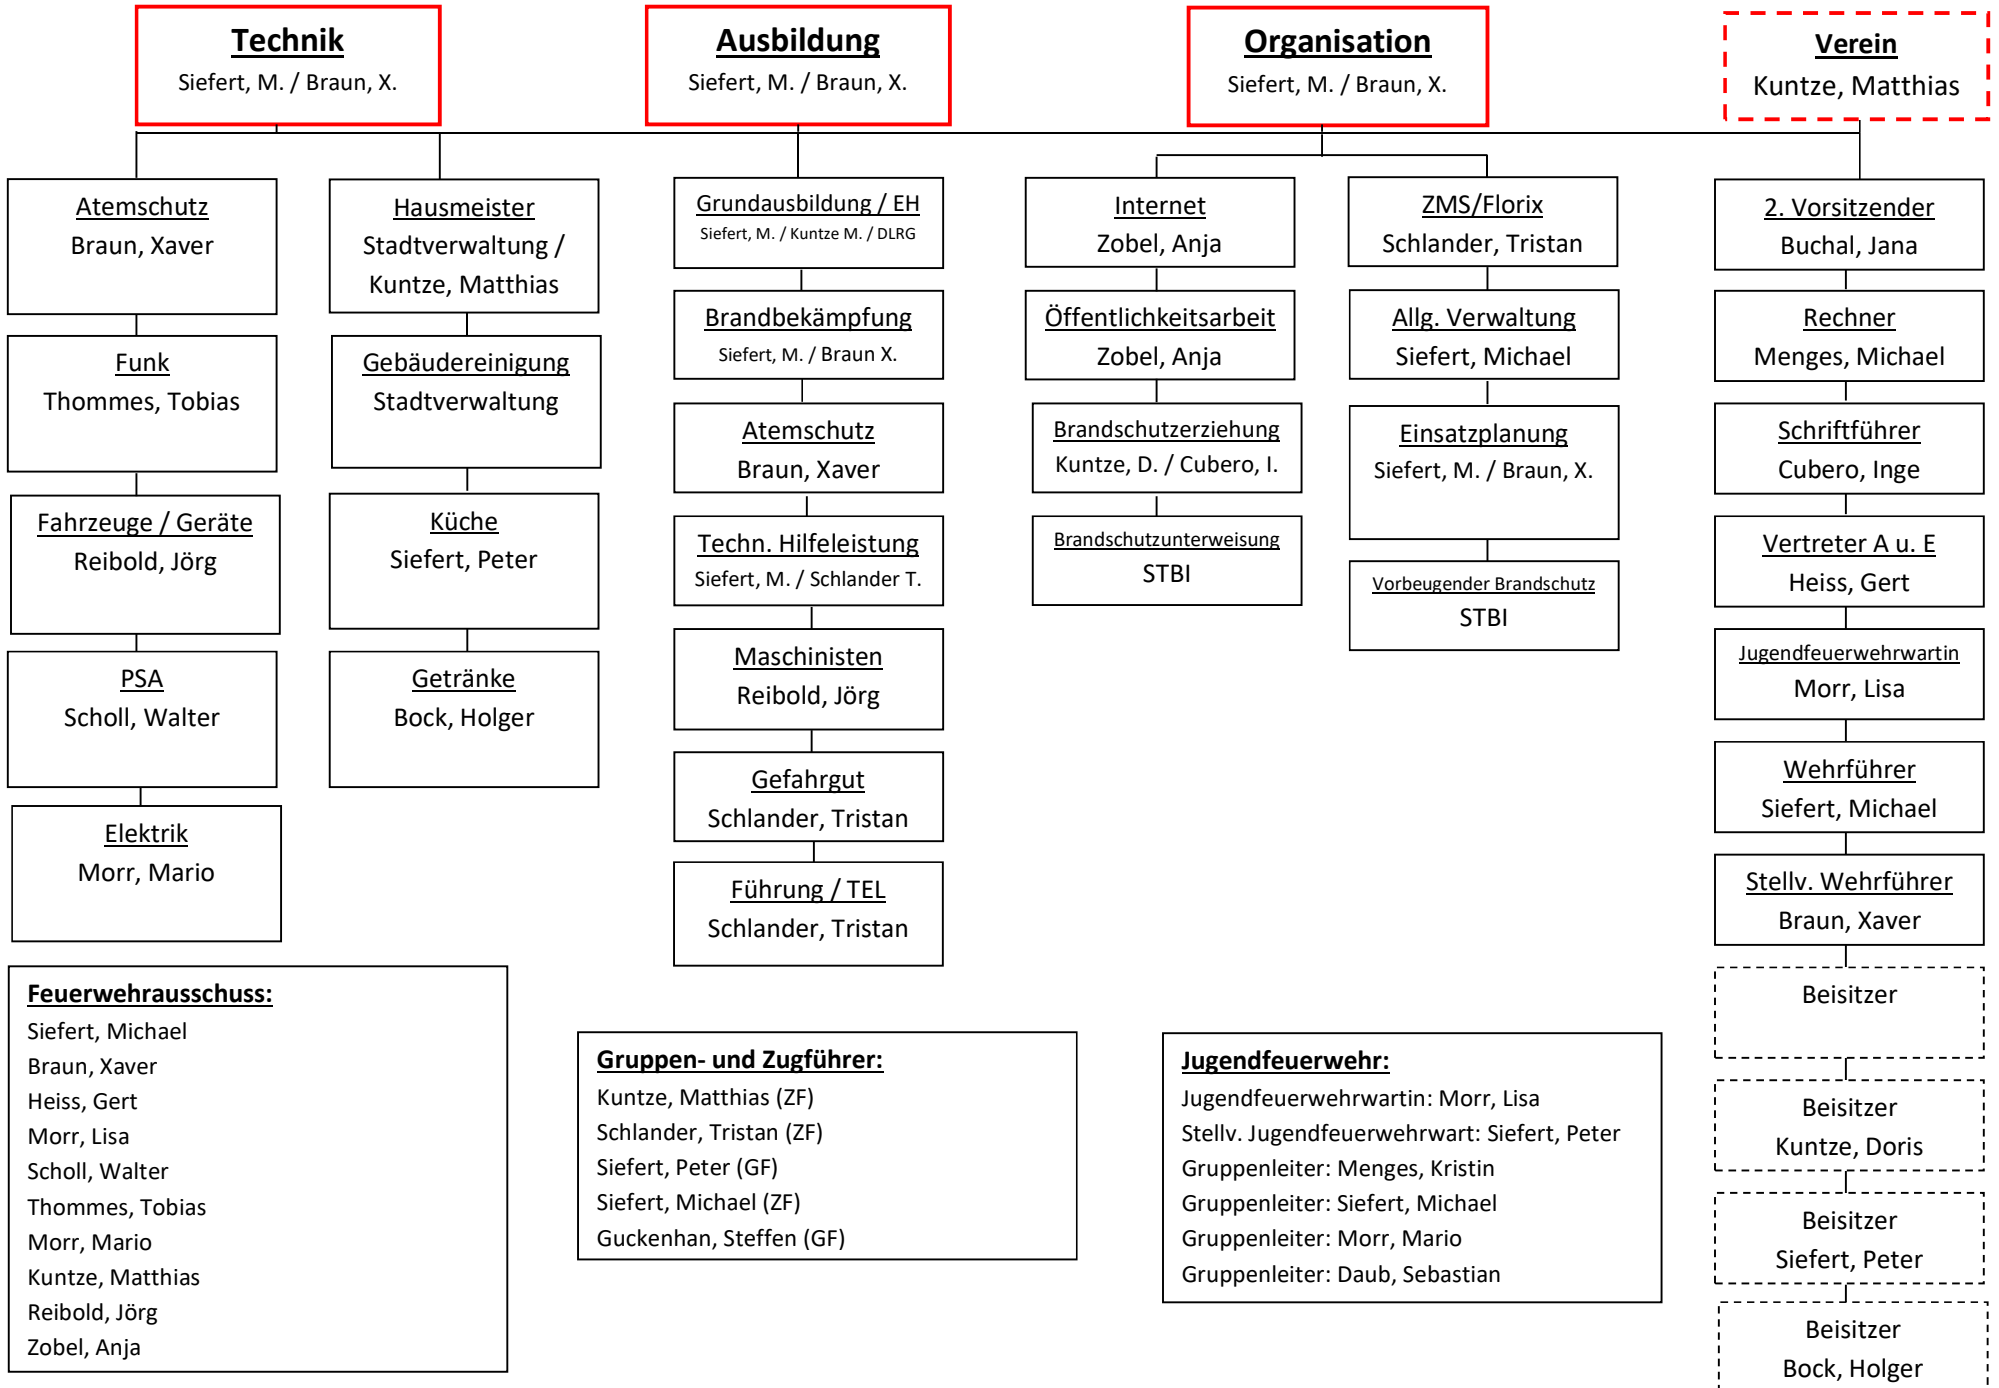 Technik
Siefert, M. / Braun, X.
Ausbildung
Siefert, M. / Braun, X.
Organisation
Siefert, M. / Braun, X.
Verein
Kuntze, Matthias
Atemschutz
Braun, Xaver
Funk
Thommes, Tobias
Fahrzeuge / Geräte
Reibold, Jörg
PSA
Scholl, Walter
Elektrik
Morr, Mario
Hausmeister
Stadtverwaltung /
Kuntze, Matthias
Gebäudereinigung
Stadtverwaltung
Küche
Siefert, Peter
Getränke
Bock, Holger
Grundausbildung / EH
Siefert, M. / Kuntze M. / DLRG
Brandbekämpfung
Siefert, M. / Braun X.
Atemschutz
Braun, Xaver
Techn. Hilfeleistung
Siefert, M. / Schlander T.
Maschinisten
Reibold, Jörg
Gefahrgut
Schlander, Tristan
Führung / TEL
Schlander, Tristan
Internet
Zobel, Anja
Öffentlichkeitsarbeit
Zobel, Anja
Brandschutzerziehung
Kuntze, D. / Cubero, I.
Brandschutzunterweisung
STBI
ZMS/Florix
Schlander, Tristan
Allg. Verwaltung
Siefert, Michael
Einsatzplanung
Siefert, M. / Braun, X.
Vorbeugender Brandschutz
STBI
2. Vorsitzender
Buchal, Jana
Rechner
Menges, Michael
Schriftführer
Cubero, Inge
Vertreter A u. E
Heiss, Gert
Jugendfeuerwehrwartin
Morr, Lisa
Wehrführer
Siefert, Michael
Stellv. Wehrführer
Braun, Xaver
Beisitzer
Beisitzer
Kuntze, Doris
Beisitzer
Siefert, Peter
Beisitzer
Bock, Holger
Feuerwehrausschuss:
Siefert, Michael
Braun, Xaver
Heiss, Gert
Morr, Lisa
Scholl, Walter
Thommes, Tobias
Morr, Mario
Kuntze, Matthias
Reibold, Jörg
Zobel, Anja
Gruppen- und Zugführer:
Kuntze, Matthias (ZF)
Schlander, Tristan (ZF)
Siefert, Peter (GF)
Siefert, Michael (ZF)
Guckenhan, Steffen (GF)
Jugendfeuerwehr:
Jugendfeuerwehrwartin: Morr, Lisa
Stellv. Jugendfeuerwehrwart: Siefert, Peter
Gruppenleiter: Menges, Kristin
Gruppenleiter: Siefert, Michael
Gruppenleiter: Morr, Mario
Gruppenleiter: Daub, Sebastian